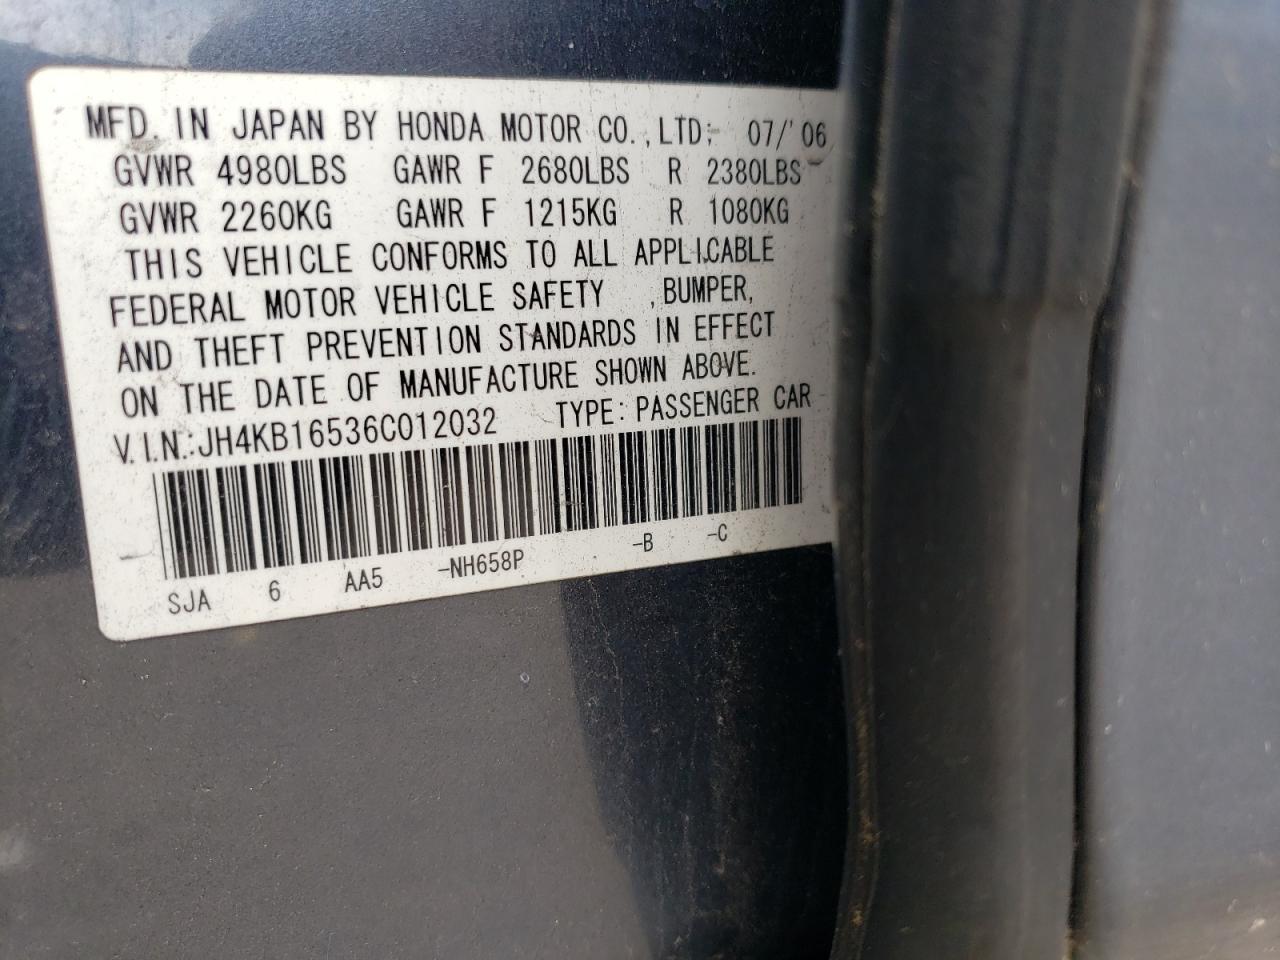 MFD. IN JAPAN BY HONDA MOTOR CO., LTD. 07/'06
GVWR 4980LBS GAWR F 2680LBS R 2380LBS
GVWR 2260KG GAWR F 1215KG R 1080KG
THIS VEHICLE CONFORMS TO ALL APPLICABLE
FEDERAL MOTOR VEHICLE SAFETY , BUMPER,
AND THEFT PREVENTION STANDARDS IN EFFECT
ON THE DATE OF MANUFACTURE SHOWN ABOVE.
V.I.N.:JH4KB16536C012032 TYPE: PASSENGER CAR
SJA 6 AA5 -NH658P -B -C